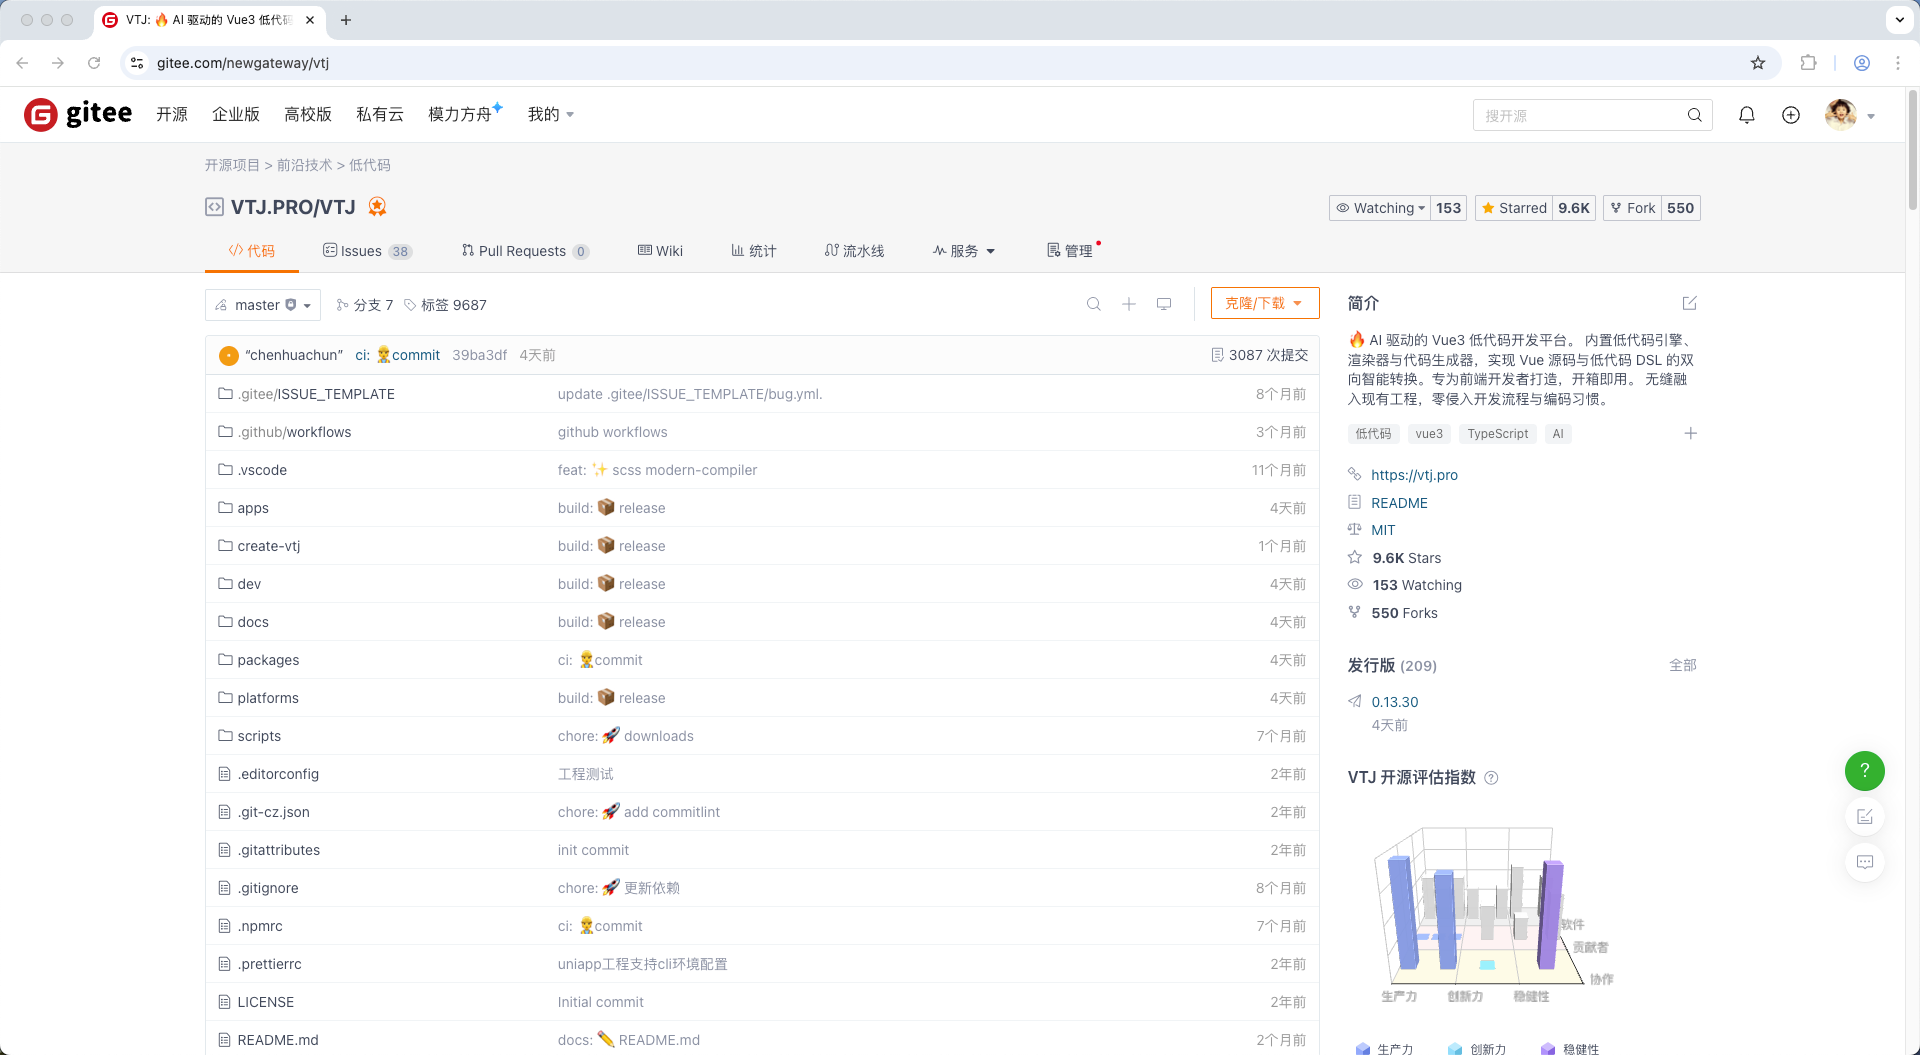 VTJ: 🔥 AI 驱动的 Vue3 低代码
gitee.com/newgateway/vtj
gitee 开源 企业版 高校版 私有云 模力方舟 我的 搜开源
开源项目 > 前沿技术 > 低代码
VTJ.PRO/VTJ Watching 153 Starred 9.6K Fork 550
代码 Issues 38 Pull Requests 0 Wiki 统计 流水线 服务 管理
master 分支 7 标签 9687 克隆/下载
“chenhuachun” ci: 👷commit 39ba3df 4天前 3087 次提交
.gitee/ISSUE_TEMPLATE update .gitee/ISSUE_TEMPLATE/bug.yml. 8个月前
.github/workflows github workflows 3个月前
.vscode feat: ✨ scss modern-compiler 11个月前
apps build: 📦 release 4天前
create-vtj build: 📦 release 1个月前
dev build: 📦 release 4天前
docs build: 📦 release 4天前
packages ci: 👷commit 4天前
platforms build: 📦 release 4天前
scripts chore: 🚀 downloads 7个月前
.editorconfig 工程测试 2年前
.git-cz.json chore: 🚀 add commitlint 2年前
.gitattributes init commit 2年前
.gitignore chore: 🚀 更新依赖 8个月前
.npmrc ci: 👷commit 7个月前
.prettierrc uniapp工程支持cli环境配置 2年前
LICENSE Initial commit 2年前
README.md docs: ✏️ README.md 2个月前
简介
🔥 AI 驱动的 Vue3 低代码开发平台。 内置低代码引擎、
渲染器与代码生成器，实现 Vue 源码与低代码 DSL 的双
向智能转换。专为前端开发者打造，开箱即用。 无缝融
入现有工程，零侵入开发流程与编码习惯。
低代码 vue3 TypeScript AI
https://vtj.pro
README
MIT
9.6K Stars
153 Watching
550 Forks
发行版 (209) 全部
0.13.30
4天前
VTJ 开源评估指数 ?
软件
贡献者
协作
生产力 创新力 稳健性
生产力 创新力 稳健性
?